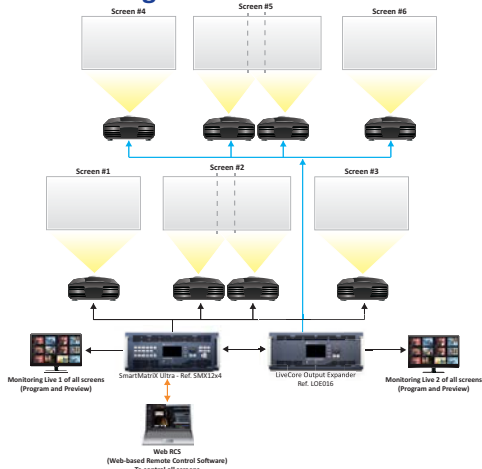 Screen #4
Screen #5
Screen #6
Screen #1
Screen #2
Screen #3
Monitoring Live 1 of all screens
(Program and Preview)
SmartMatriX Ultra - Ref. SMX12x4
LiveCore Output Expander
Ref. LOE016
Monitoring Live 2 of all screens
(Program and Preview)
Web RCS
(Web-based Remote Control Software)